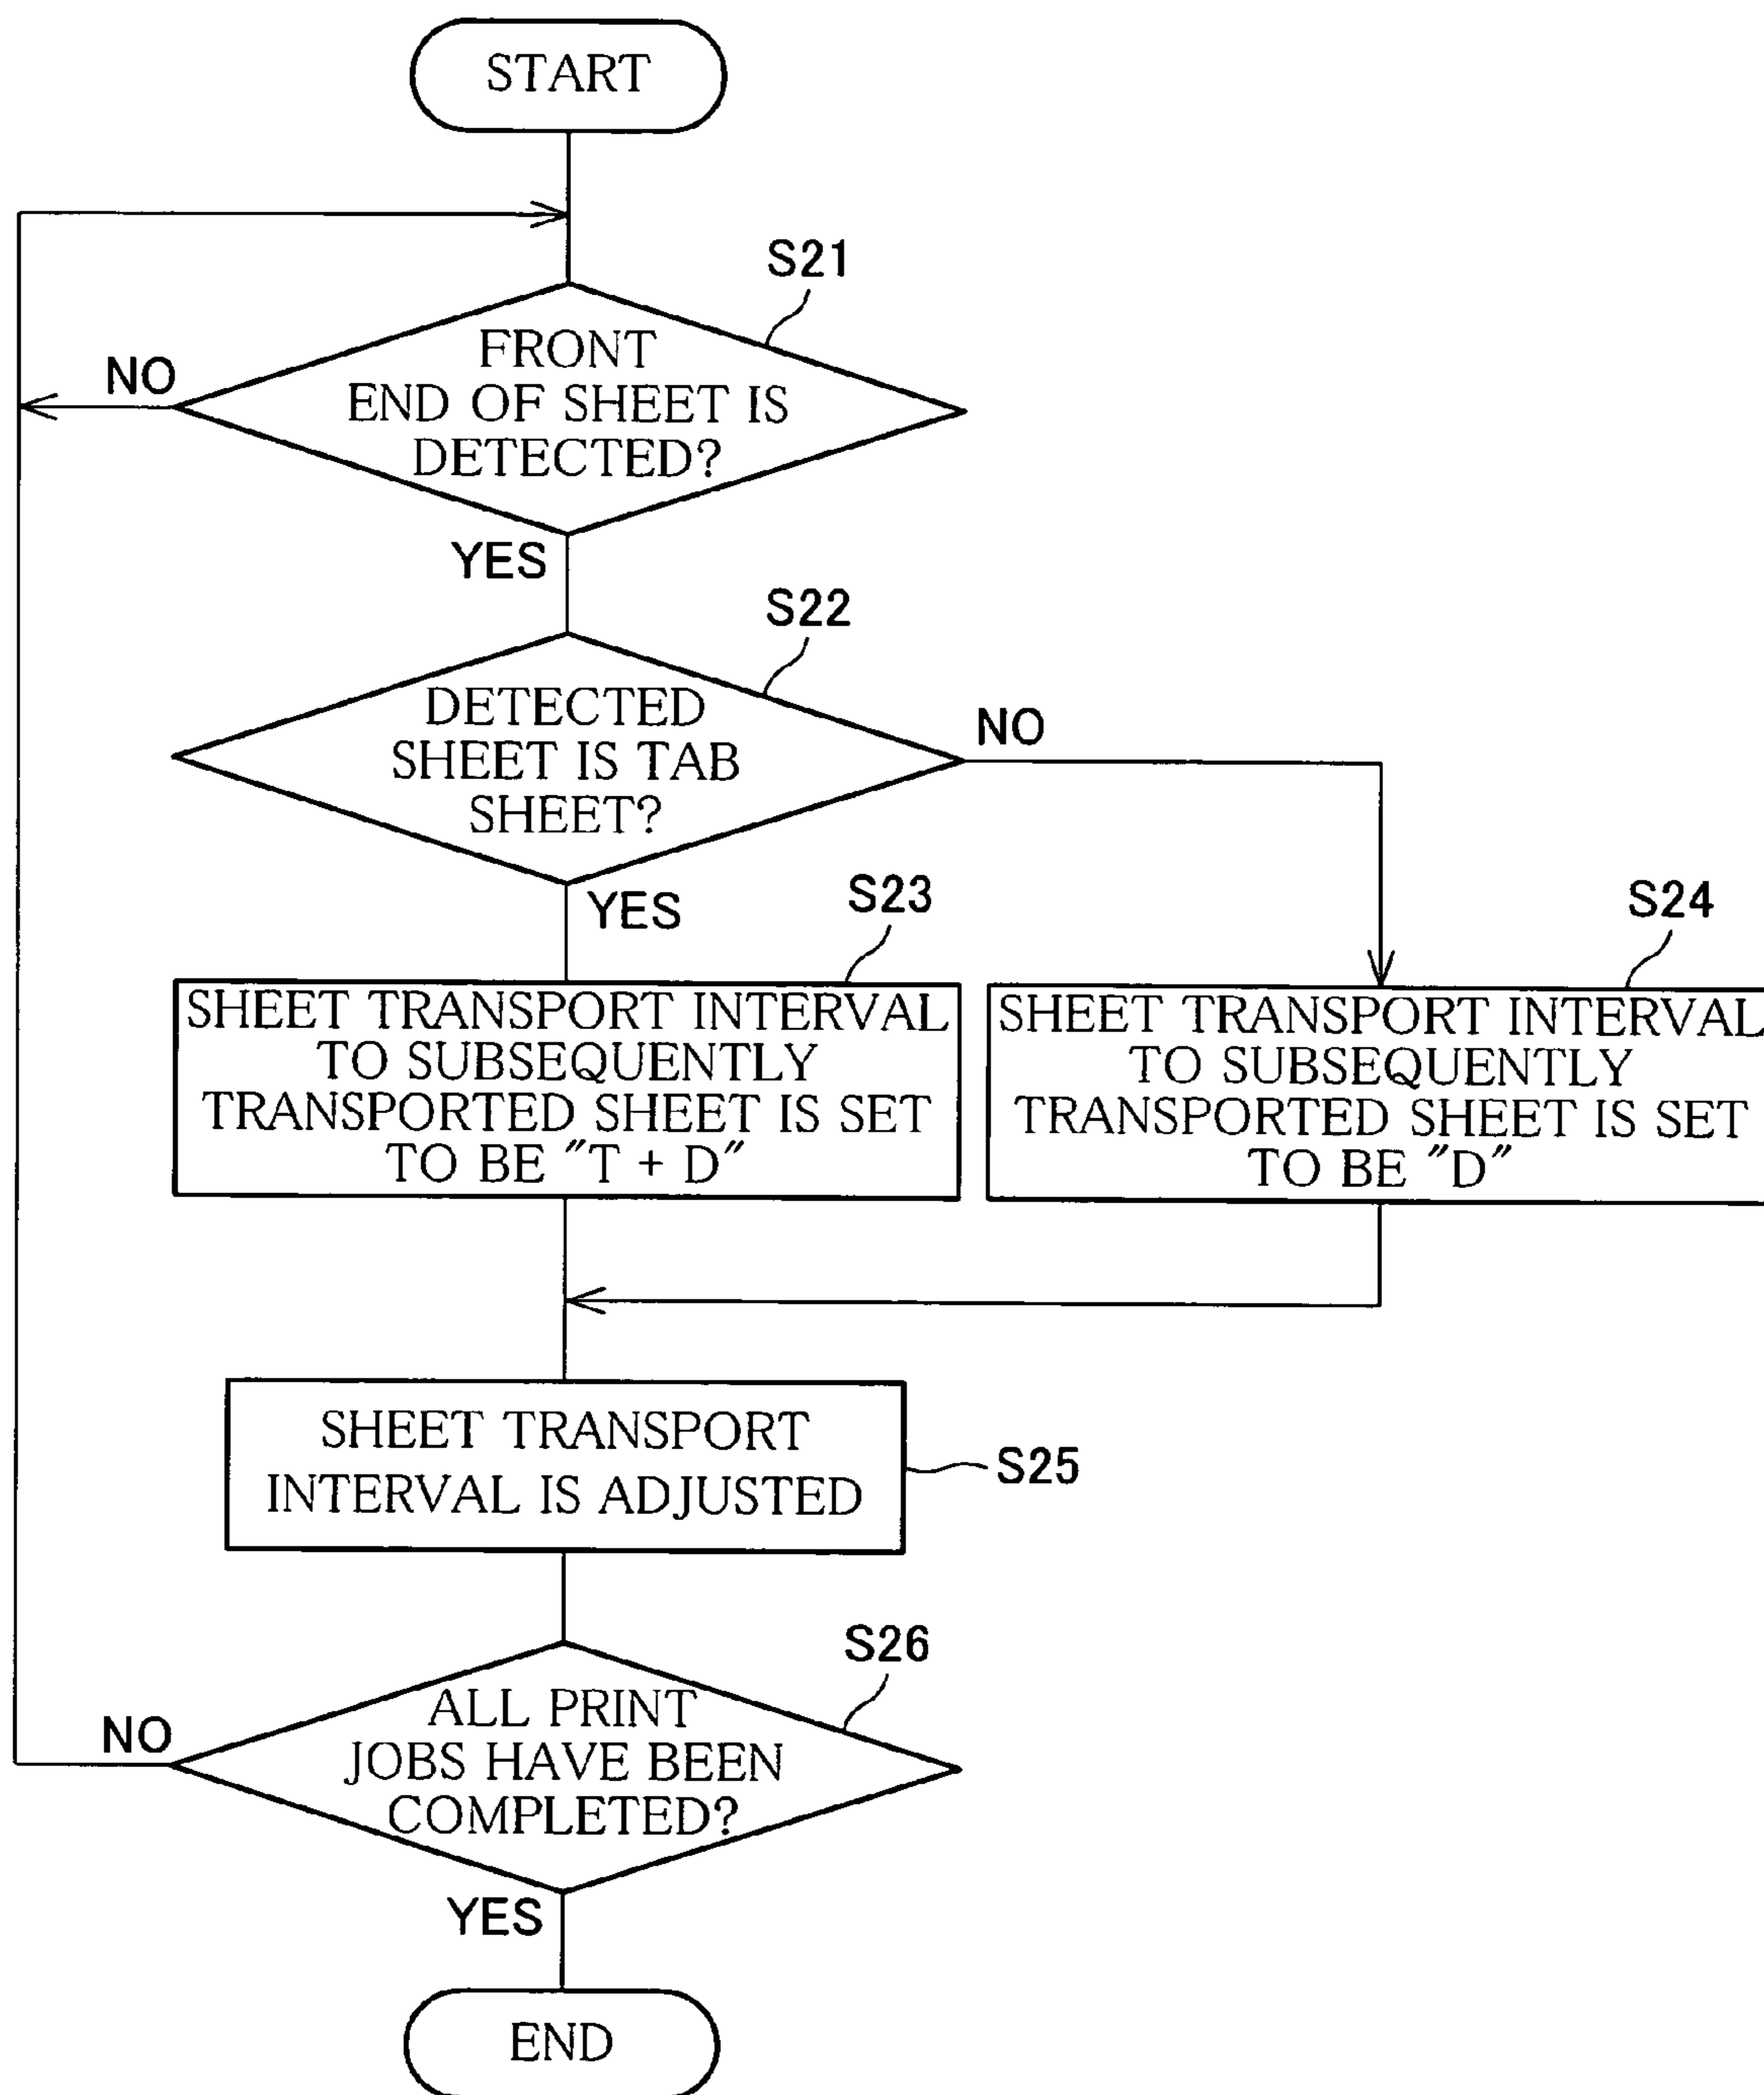 START
S21
FRONT
END OF SHEET IS
DETECTED?
NO
YES
S22
DETECTED
SHEET IS TAB
SHEET?
NO
YES
S23
SHEET TRANSPORT INTERVAL
TO SUBSEQUENTLY
TRANSPORTED SHEET IS SET
TO BE "T + D"
S24
SHEET TRANSPORT INTERVAL
TO SUBSEQUENTLY
TRANSPORTED SHEET IS SET
TO BE "D"
SHEET TRANSPORT
INTERVAL IS ADJUSTED
S25
S26
ALL PRINT
JOBS HAVE BEEN
COMPLETED?
NO
YES
END